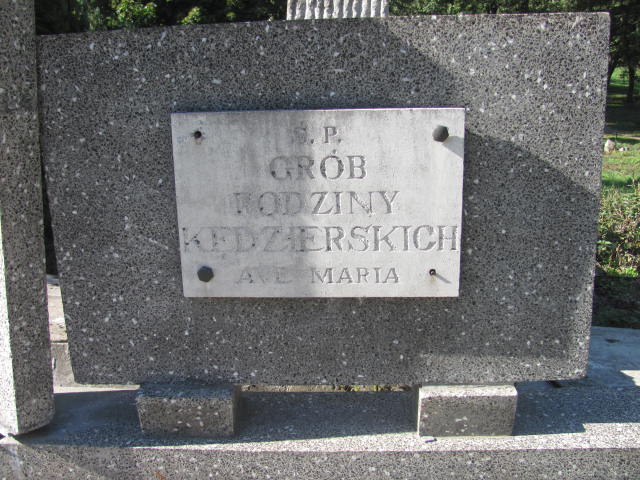 Ś. P.
GRÓB
RODZINY
KĘDZIERSKICH
AVE MARIA